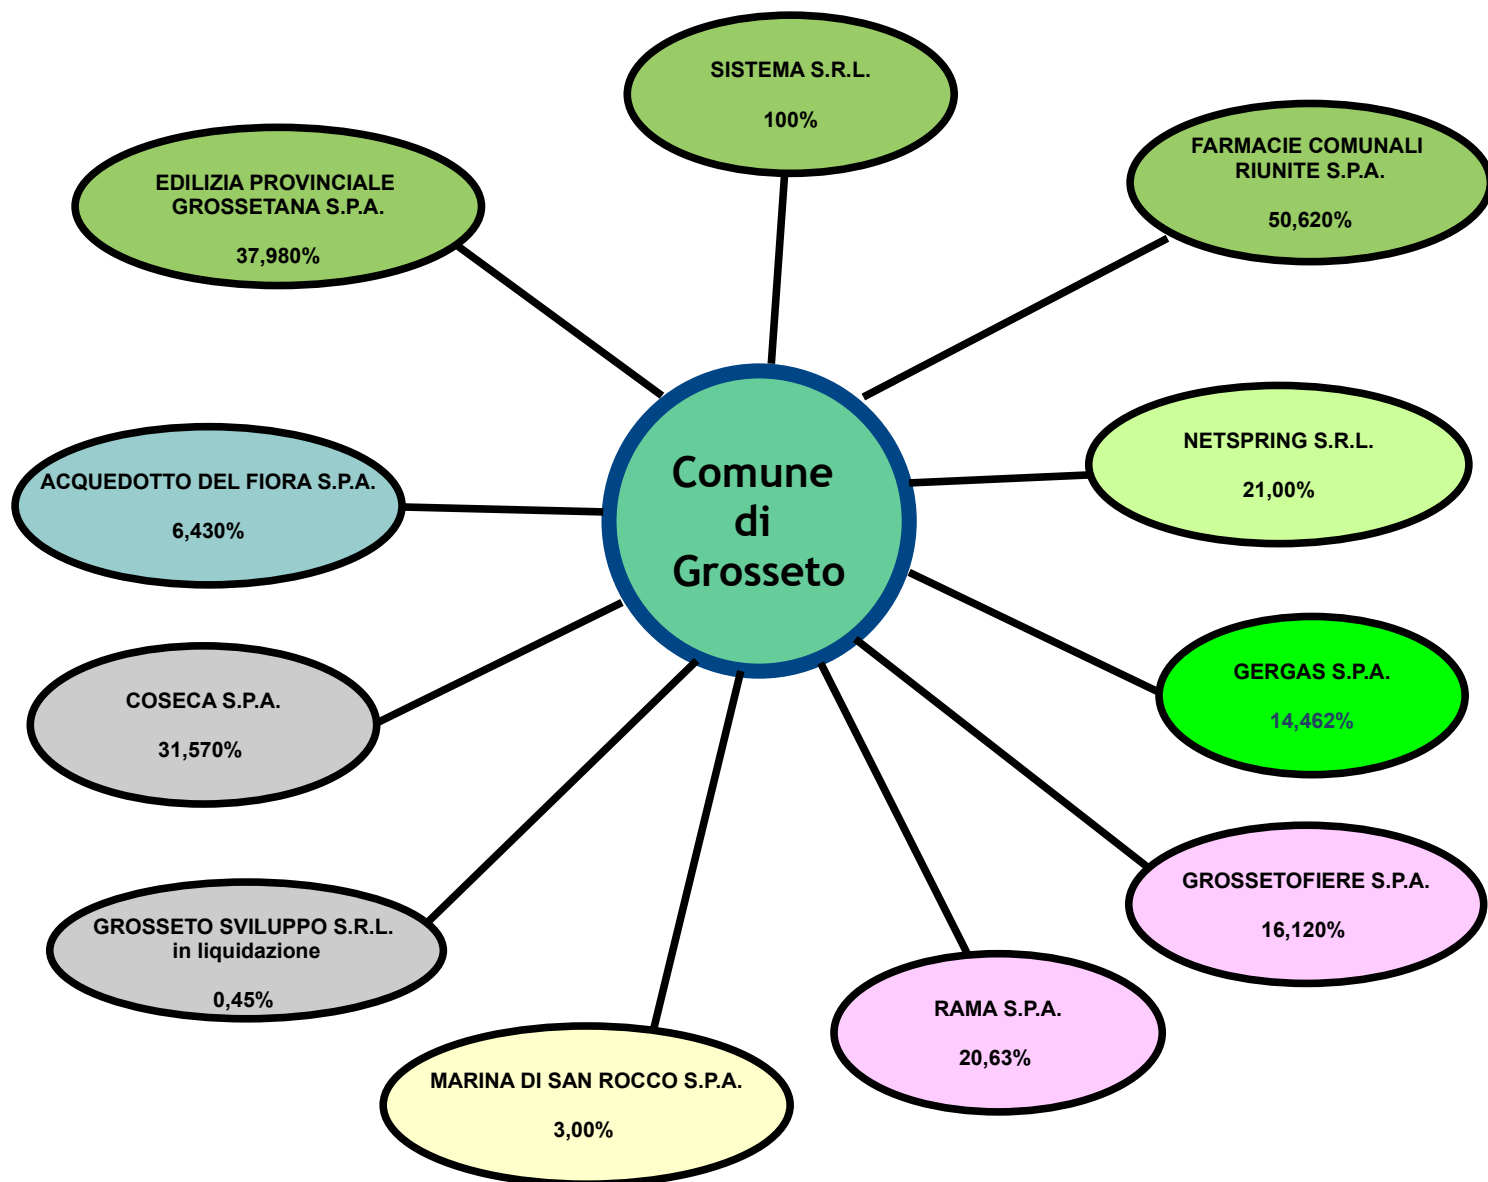 SISTEMA S.R.L.
100%
FARMACIE COMUNALI
RIUNITE S.P.A.
50,620%
EDILIZIA PROVINCIALE
GROSSETANA S.P.A.
37,980%
Comune
di
Grosseto
NETSPRING S.R.L.
21,00%
ACQUEDOTTO DEL FIORA S.P.A.
6,430%
GERGAS S.P.A.
14,462%
COSECA S.P.A.
31,570%
GROSSETOFIERE S.P.A.
16,120%
GROSSETO SVILUPPO S.R.L.
in liquidazione
0,45%
RAMA S.P.A.
20,63%
MARINA DI SAN ROCCO S.P.A.
3,00%